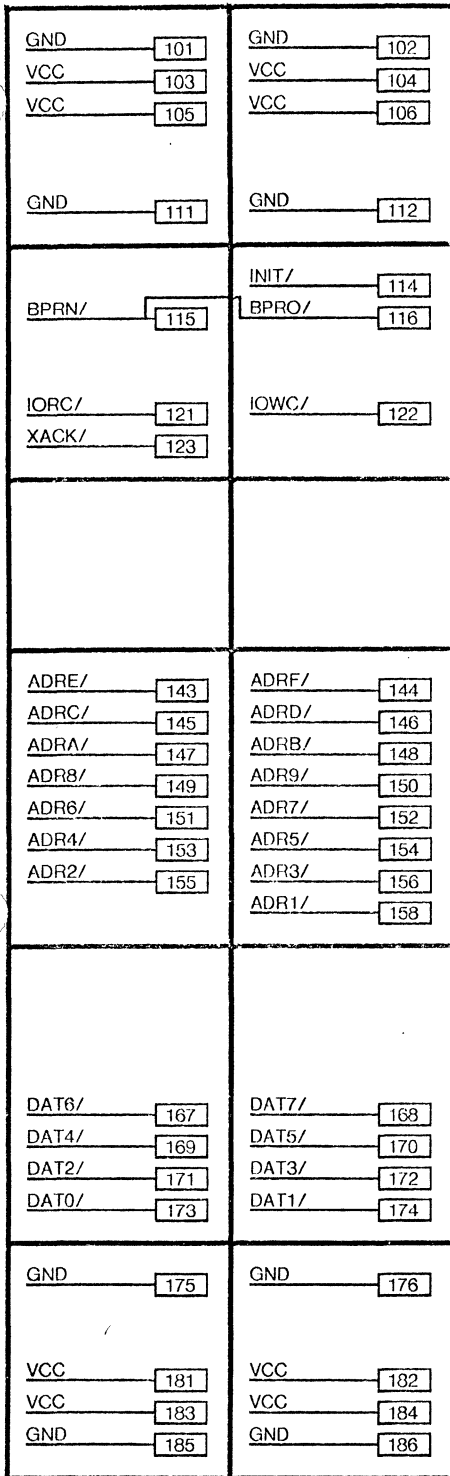 GND 101 GND 102
VCC 103 VCC 104
VCC 105 VCC 106
GND 111 GND 112
INIT/ 114
BPRN/ 115 BPRO/ 116
IORC/ 121 IOWC/ 122
XACK/ 123
ADRE/ 143 ADRF/ 144
ADRC/ 145 ADRD/ 146
ADRA/ 147 ADRB/ 148
ADR8/ 149 ADR9/ 150
ADR6/ 151 ADR7/ 152
ADR4/ 153 ADR5/ 154
ADR2/ 155 ADR3/ 156
ADR1/ 158
DAT6/ 167 DAT7/ 168
DAT4/ 169 DAT5/ 170
DAT2/ 171 DAT3/ 172
DAT0/ 173 DAT1/ 174
GND 175 GND 176
VCC 181 VCC 182
VCC 183 VCC 184
GND 185 GND 186